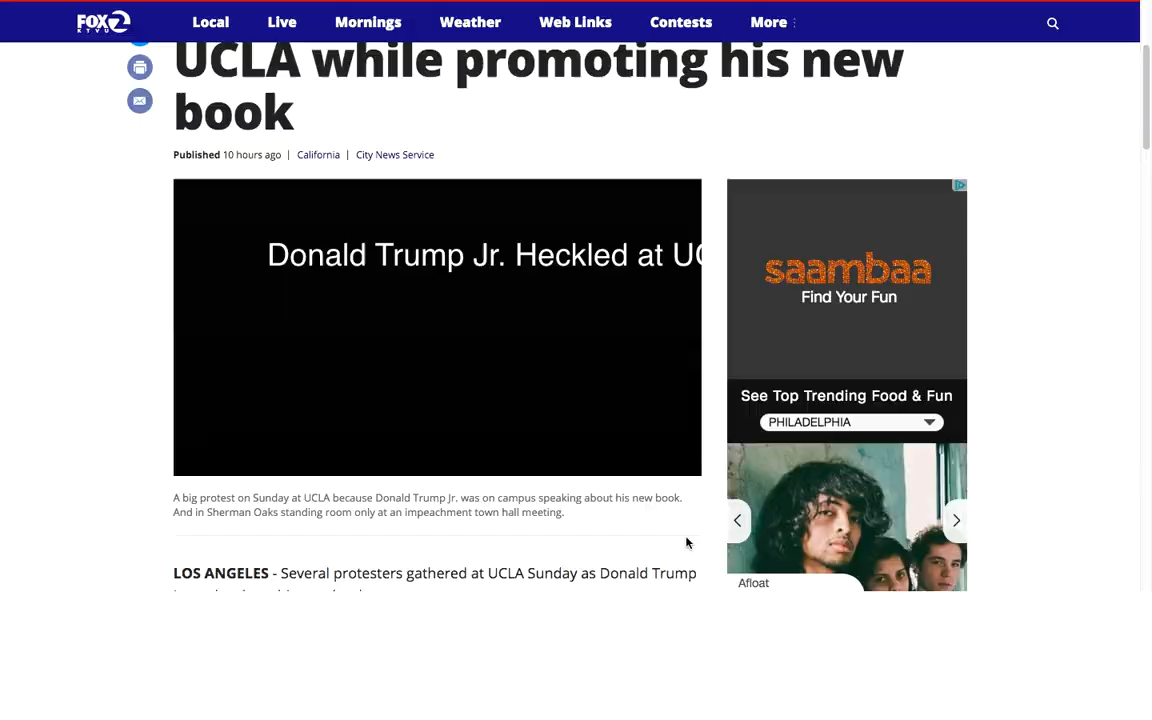 FOX 2
KTVU
Local
Live
Mornings
Weather
Web Links
Contests
More
UCLA while promoting his new
book
Published 10 hours ago | California | City News Service
Donald Trump Jr. Heckled at UC
A big protest on Sunday at UCLA because Donald Trump Jr. was on campus speaking about his new book.
And in Sherman Oaks standing room only at an impeachment town hall meeting.
LOS ANGELES - Several protesters gathered at UCLA Sunday as Donald Trump
saambaa
Find Your Fun
See Top Trending Food & Fun
PHILADELPHIA
Afloat